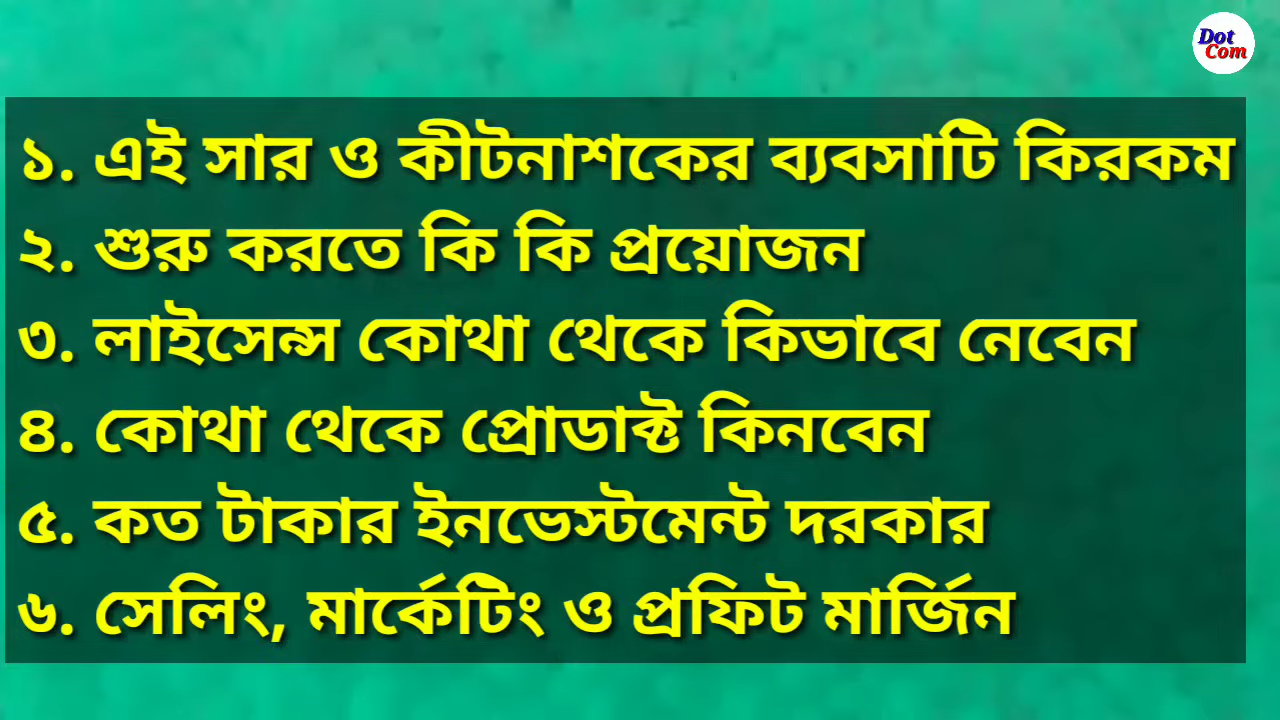 Dot
Com
১. এই সার ও কীটনাশকের ব্যবসাটি কিরকম
২. শুরু করতে কি কি প্রয়োজন
৩. লাইসেন্স কোথা থেকে কিভাবে নেবেন
৪. কোথা থেকে প্রোডাক্ট কিনবেন
৫. কত টাকার ইনভেস্টমেন্ট দরকার
৬. সেলিং, মার্কেটিং ও প্রফিট মার্জিন